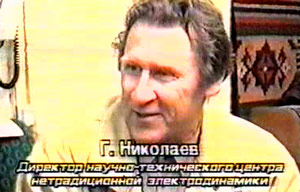 Г. Николаев
Директор научно-технического центра
нетрадиционной электродинамики